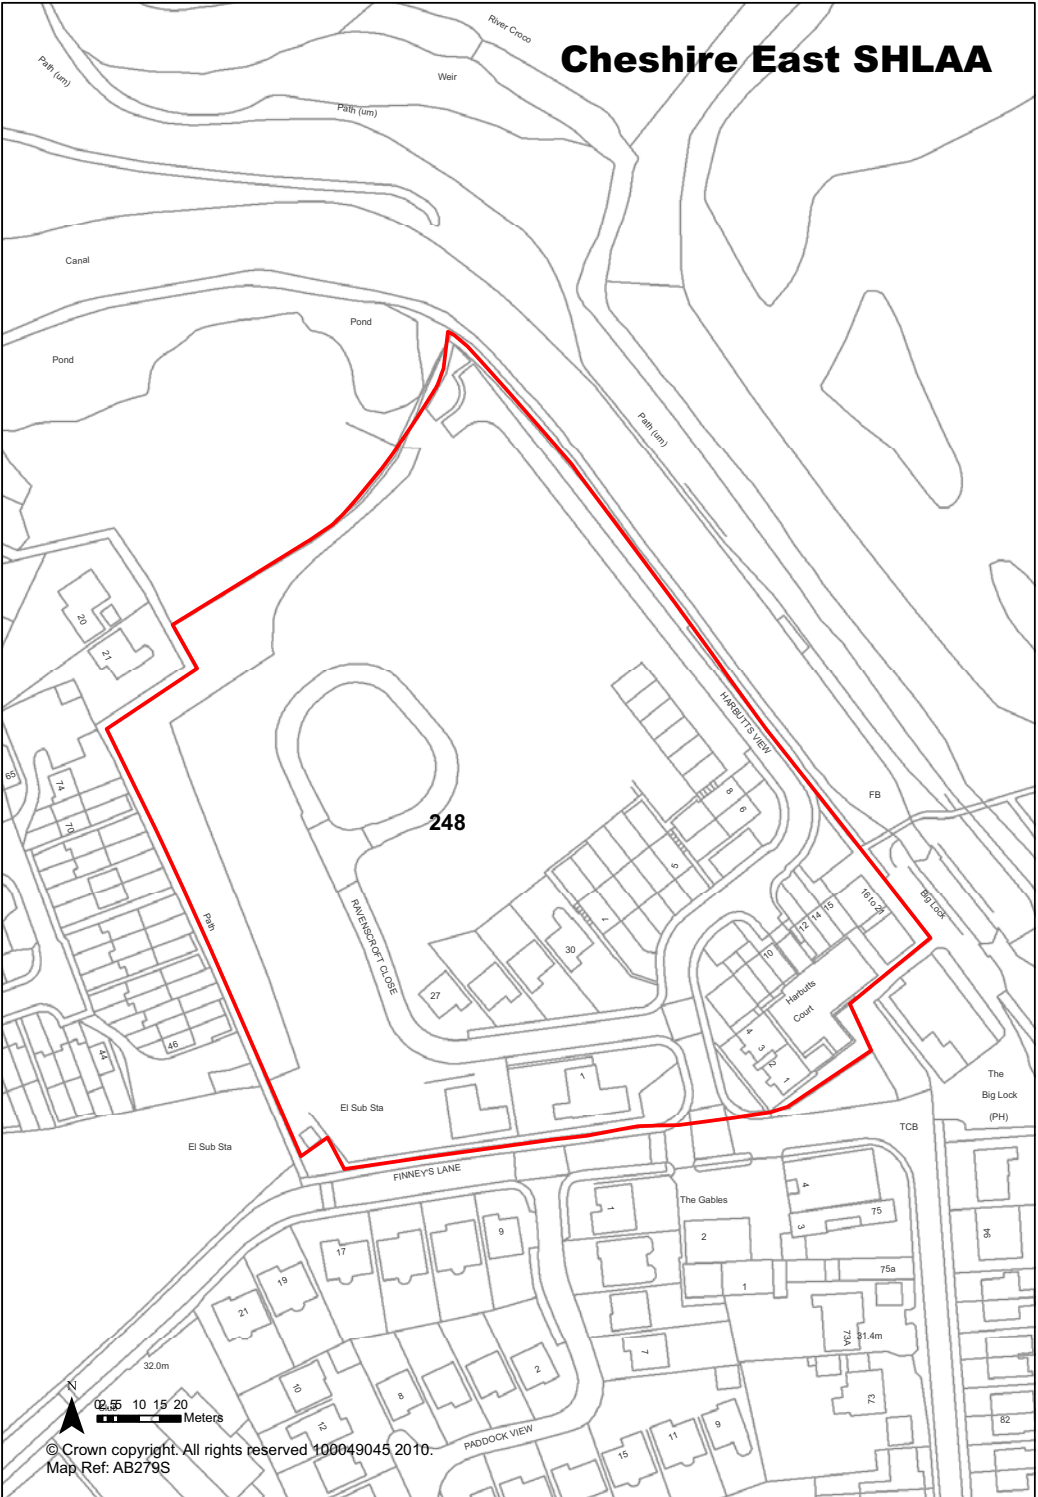 River Croco
Cheshire East SHLAA
Path (um)
Weir
Path (um)
Canal
Pond
Pond
Path (um)
20
21
HARBUTTS VIEW
65
74
70
8
6
FB
248
5
Path
RAVENSCROFT CLOSE
7
30
27
16 to 21
15
14
12
10
Big Lock
Harbutts
Court
4
3
2
1
46
44
1
The
Big Lock
(PH)
El Sub Sta
El Sub Sta
TCB
FINNEY'S LANE
The Gables
4
1
3
75
2
9
94
17
75a
19
1
21
73A
31.4m
7
32.0m
2
10
8
73
N
10 15 20
Meters
12
9
11
82
PADDOCK VIEW
15
© Crown copyright. All rights reserved 100049045 2010.
Map Ref: AB279S